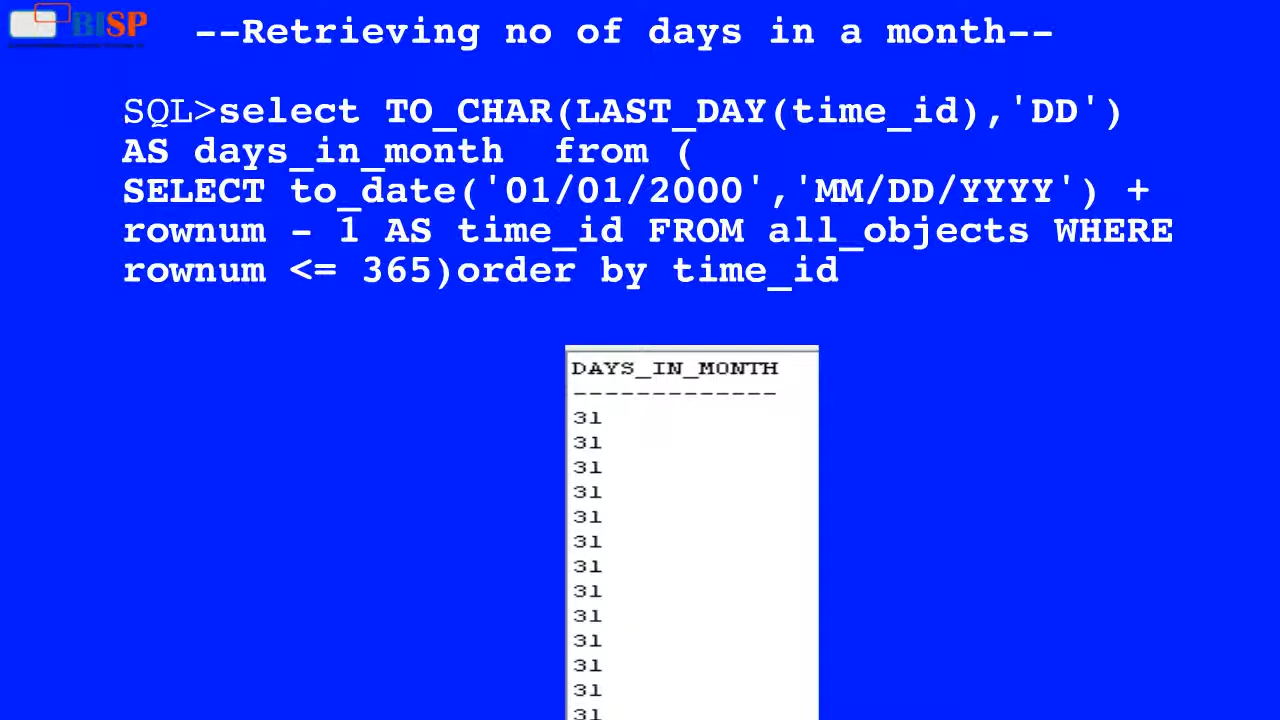 BISP
--Retrieving no of days in a month--
SQL>select TO_CHAR(LAST_DAY(time_id),'DD')
AS days_in_month from (
SELECT to_date('01/01/2000','MM/DD/YYYY') +
rownum - 1 AS time_id FROM all_objects WHERE
rownum <= 365)order by time_id
DAYS_IN_MONTH
-------------
31
31
31
31
31
31
31
31
31
31
31
31
31